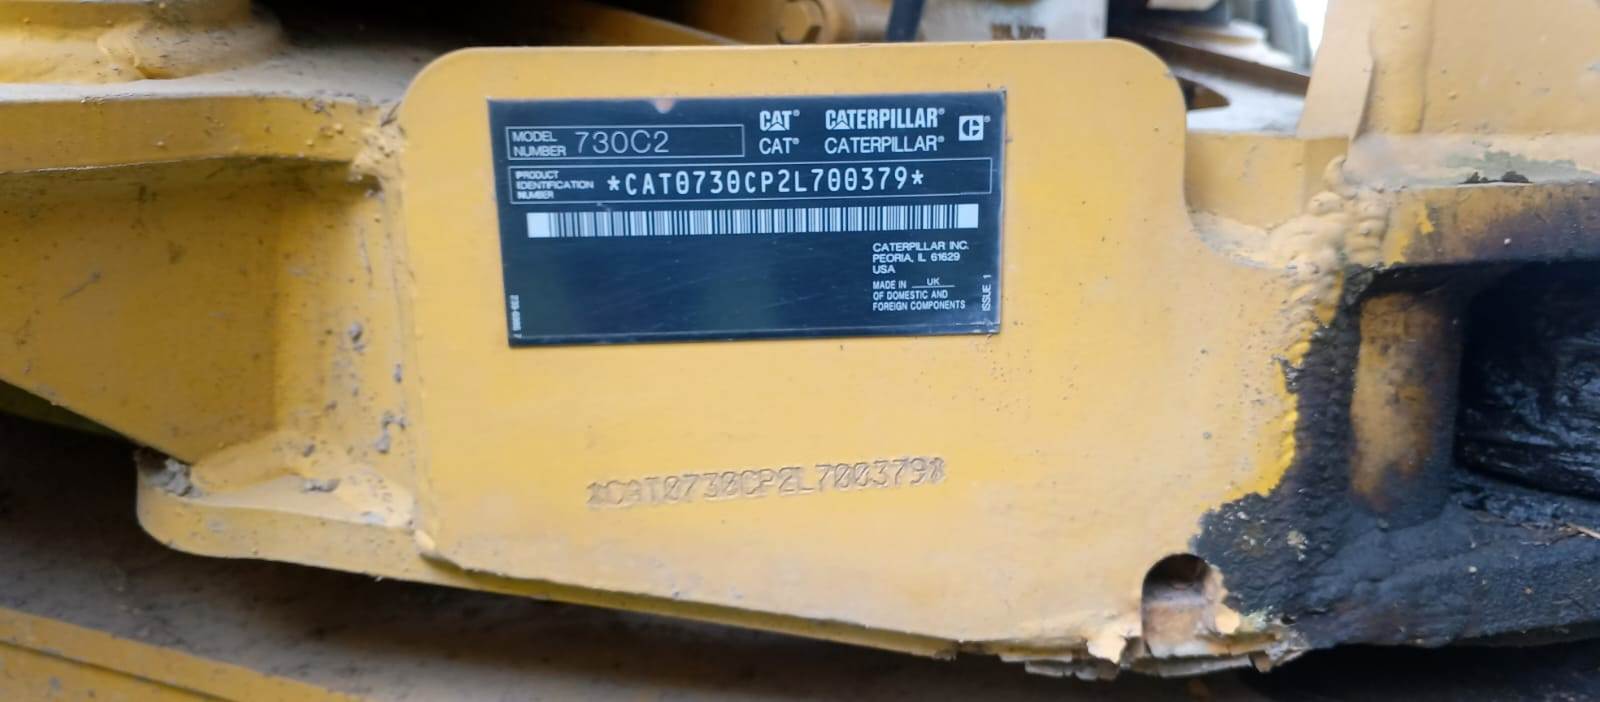 MODEL NUMBER 730C2
CAT® CATERPILLAR®
CAT® CATERPILLAR®
PRODUCT IDENTIFICATION NUMBER *CAT0730CP2L700379*
CATERPILLAR INC.
PEORIA, IL 61629
USA
MADE IN UK
OF DOMESTIC AND
FOREIGN COMPONENTS
ISSUE 1
*CAT0730CP2L700379*